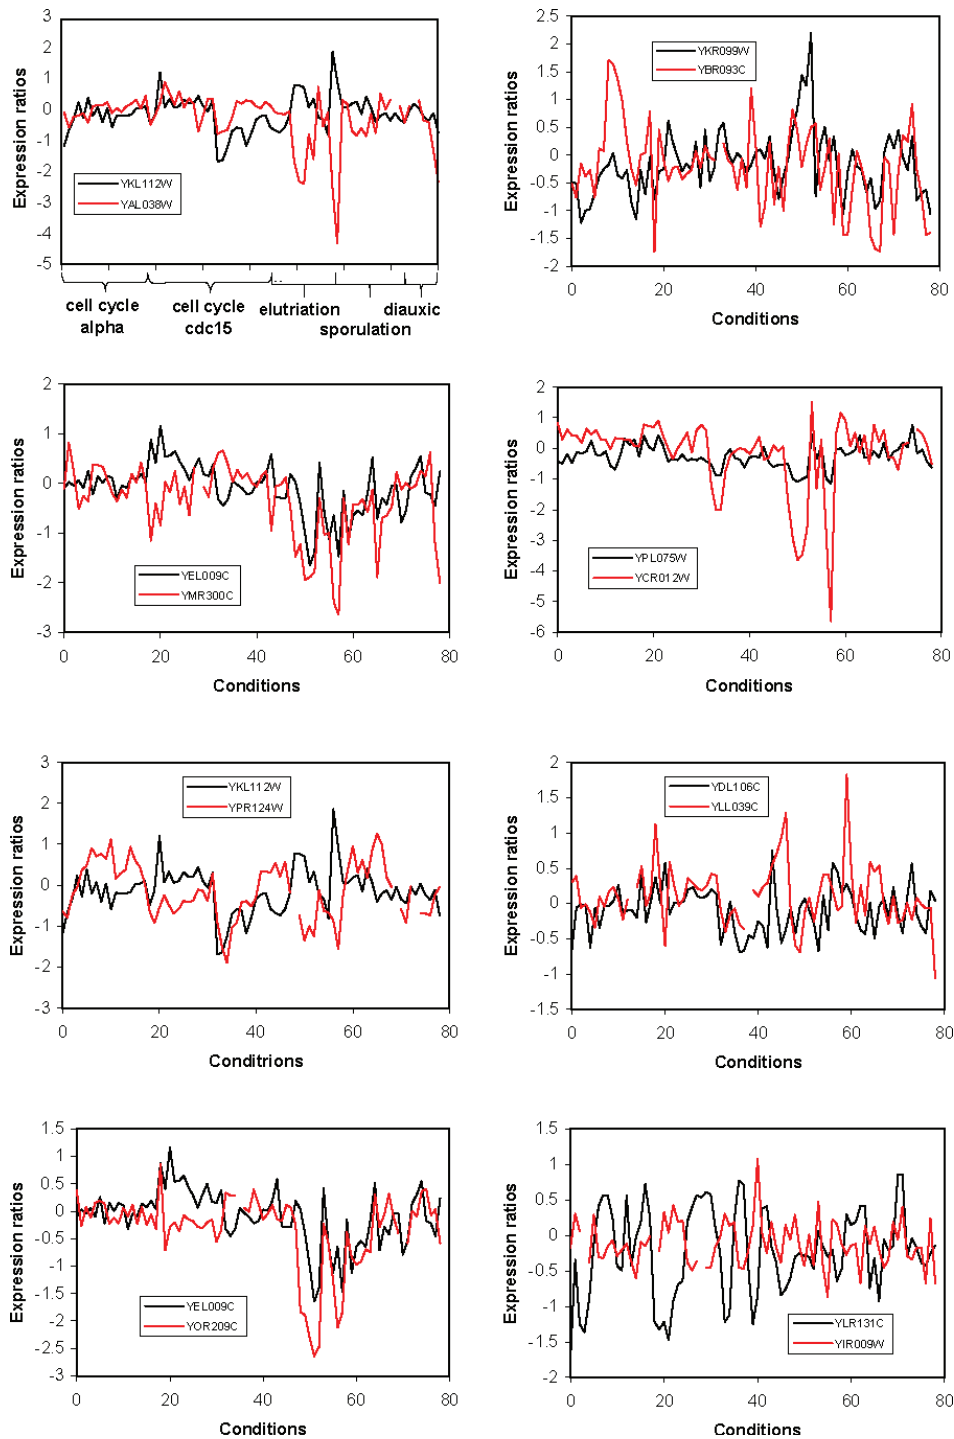 3
2
1
0
-1
-2
-3
-4
-5
Expression ratios
YKL112W
YAL038W
cell cycle
alpha
cell cycle
cdc15
elutriation
sporulation
diauxic
2.5
2
1.5
1
0.5
0
-0.5
-1
-1.5
-2
Expression ratios
YKR099W
YBR093C
0 20 40 60 80
Conditions
2
1
0
-1
-2
-3
Expression ratios
YEL009C
YMR300C
0 20 40 60 80
Conditions
2
1
0
-1
-2
-3
-4
-5
-6
Expression ratios
YPL075W
YCR012W
0 20 40 60 80
Conditions
3
2
1
0
-1
-2
-3
Expression ratios
YKL112W
YPR124W
0 20 40 60 80
Conditrions
2
1.5
1
0.5
0
-0.5
-1
-1.5
Expression ratios
YDL106C
YLL039C
0 20 40 60 80
Conditions
1.5
1
0.5
0
-0.5
-1
-1.5
-2
-2.5
-3
Expression ratios
YEL009C
YOR209C
0 20 40 60 80
Conditions
1.5
1
0.5
0
-0.5
-1
-1.5
-2
Expression ratios
YLR131C
YIR009W
0 20 40 60 80
Conditions